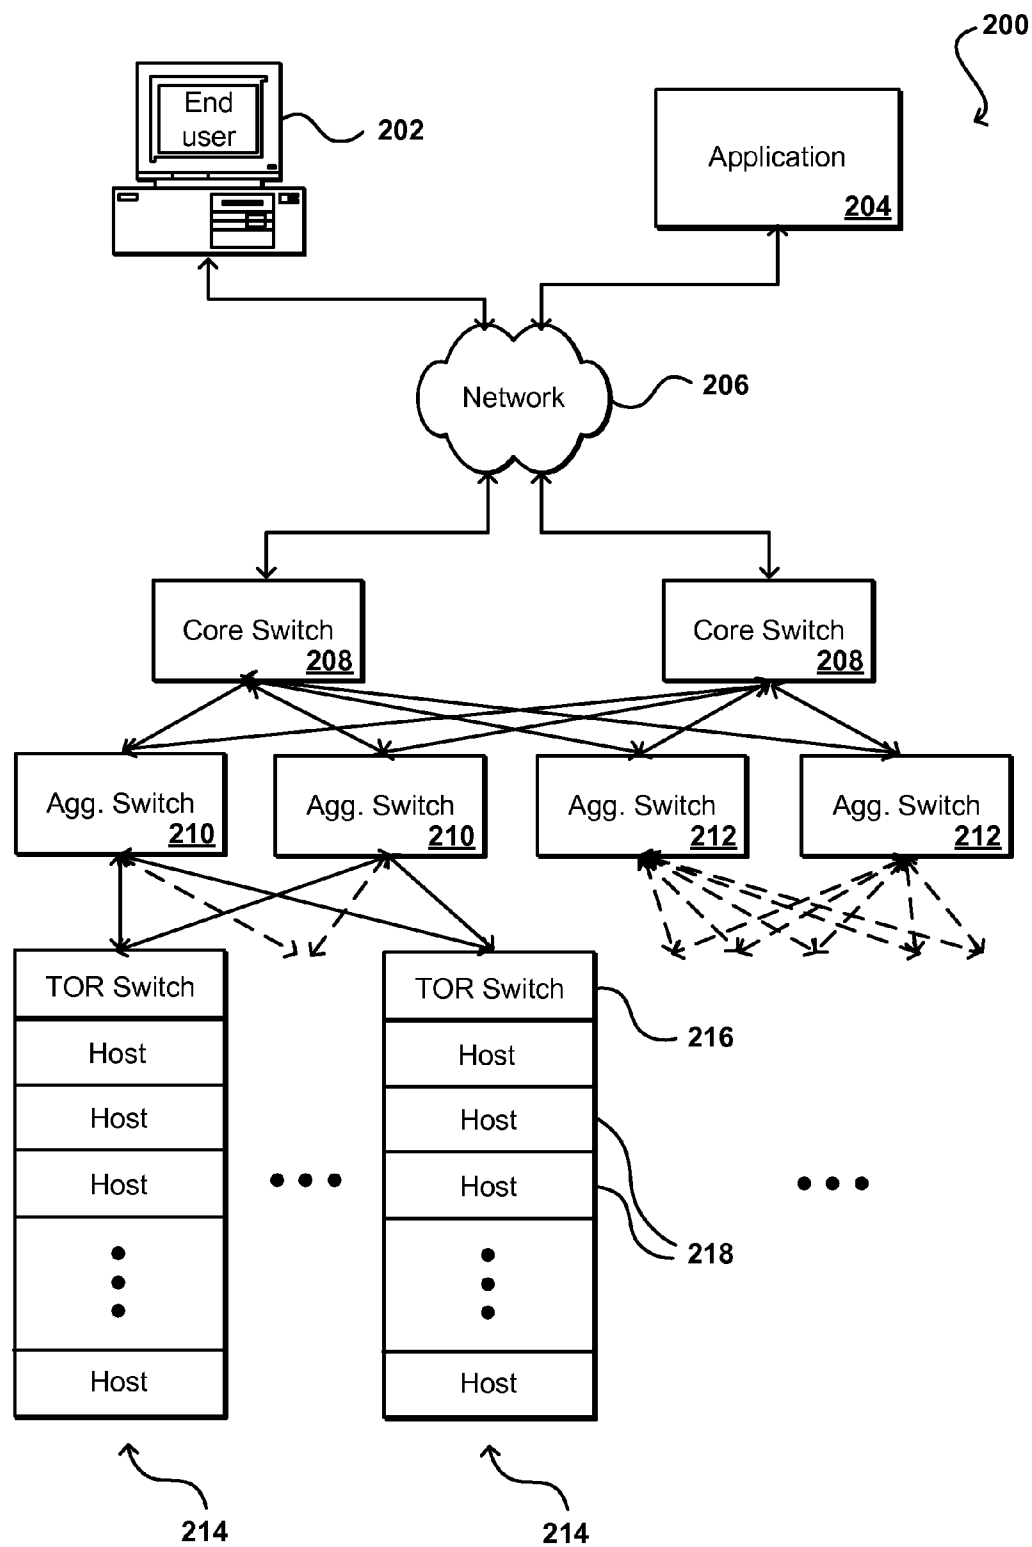 200
End
user
202
Application
204
Network
206
Core Switch
208
Core Switch
208
Agg. Switch
210
Agg. Switch
210
Agg. Switch
212
Agg. Switch
212
TOR Switch
TOR Switch
216
Host
Host
Host
Host
Host
Host
218
Host
Host
214
214